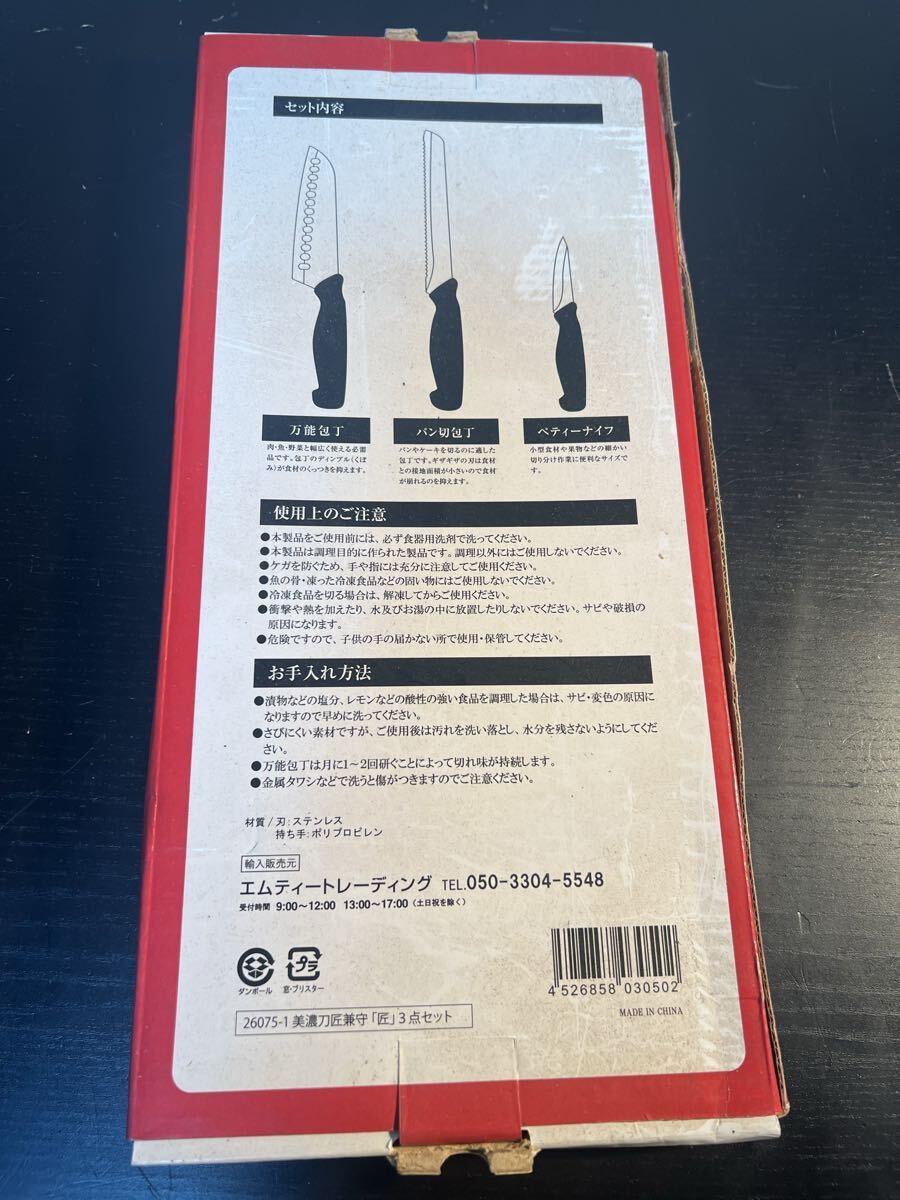 セット内容
万能包丁
肉・魚・野菜と幅広く使える必需
品です。包丁のディンプル（くぼ
み）が食材のくっつきを抑えます。
パン切包丁
パンやケーキを切るのに適した
包丁です。ギザギザの刃は食材
との接地面積が小さいので食材
が崩れるのを抑えます。
ペティーナイフ
小型食材や果物などの細かい
切り分け作業に便利なサイズで
す。
使用上のご注意
●本製品をご使用前には、必ず食器用洗剤で洗ってください。
●本製品は調理目的に作られた製品です。調理以外にはご使用しないでください。
●ケガを防ぐため、手や指には充分に注意してご使用ください。
●魚の骨・凍った冷凍食品などの固い物にはご使用しないでください。
●冷凍食品を切る場合は、解凍してからご使用ください。
●衝撃や熱を加えたり、水及びお湯の中に放置したりしないでください。サビや破損の
原因になります。
●危険ですので、子供の手の届かない所で使用・保管してください。
お手入れ方法
●漬物などの塩分、レモンなどの酸性の強い食品を調理した場合は、サビ・変色の原因に
なりますので早めに洗ってください。
●さびにくい素材ですが、ご使用後は汚れを洗い落とし、水分を残さないようにしてくだ
さい。
●万能包丁は月に1～2回研ぐことによって切れ味が持続します。
●金属タワシなどで洗うと傷がつきますのでご注意ください。
材質 / 刃：ステンレス
持ち手：ポリプロピレン
輸入販売元
エムティートレーディング TEL.050-3304-5548
受付時間 9:00～12:00 13:00～17:00（土日祝を除く）
ダンボール
プラ
窓・ブリスター
4 526858 030502
MADE IN CHINA
26075-1 美濃刀匠兼守「匠」3点セット